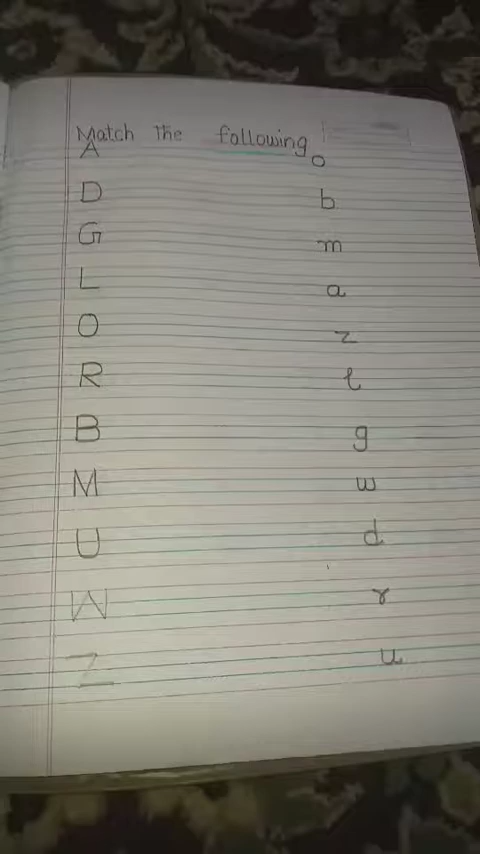 Match The following
A o
D b
G m
L a
O z
R l
B g
M w
U d
W r
Z u